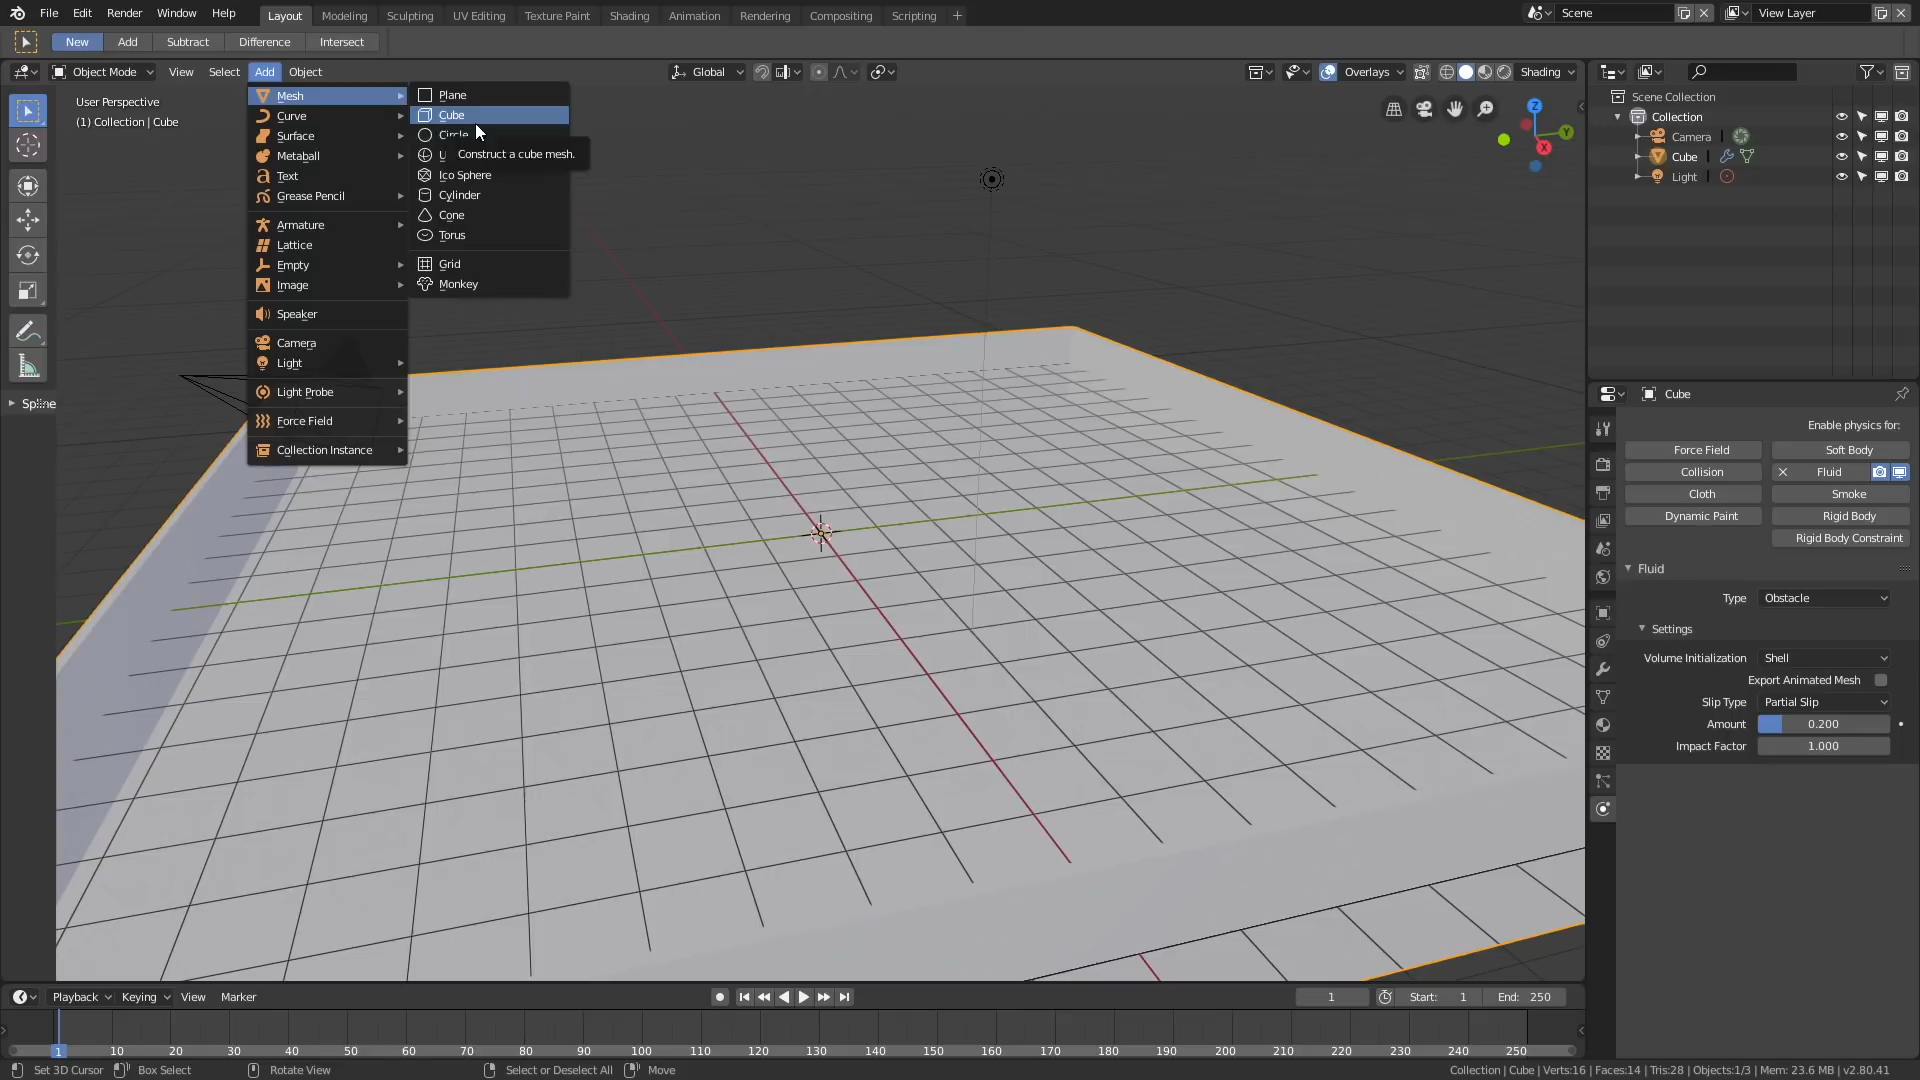 File Edit Render Window Help Layout Modeling Sculpting UV Editing Texture Paint Shading Animation Rendering Compositing Scripting + Scene View Layer
New Add Subtract Difference Intersect
Object Mode View Select Add Object Global Overlays Shading
User Perspective
(1) Collection | Cube
Mesh
Curve
Surface
Metaball
Text
Grease Pencil
Armature
Lattice
Empty
Image
Speaker
Camera
Light
Light Probe
Force Field
Collection Instance
Plane
Cube
Circle
U
Construct a cube mesh.
Ico Sphere
Cylinder
Cone
Torus
Grid
Monkey
Z
Y
X
Scene Collection
Collection
Camera
Cube
Light
Cube
Enable physics for:
Force Field Soft Body
Collision Fluid
Cloth Smoke
Dynamic Paint Rigid Body
Rigid Body Constraint
Fluid
Type Obstacle
Settings
Volume Initialization Shell
Export Animated Mesh
Slip Type Partial Slip
Amount 0.200
Impact Factor 1.000
Playback Keying View Marker 1 Start: 1 End: 250
1 10 20 30 40 50 60 70 80 90 100 110 120 130 140 150 160 170 180 190 200 210 220 230 240 250
Set 3D Cursor Box Select Rotate View Select or Deselect All Move Collection | Cube | Verts:16 | Faces:14 | Tris:28 | Objects:1/3 | Mem: 23.6 MB | v2.80.41